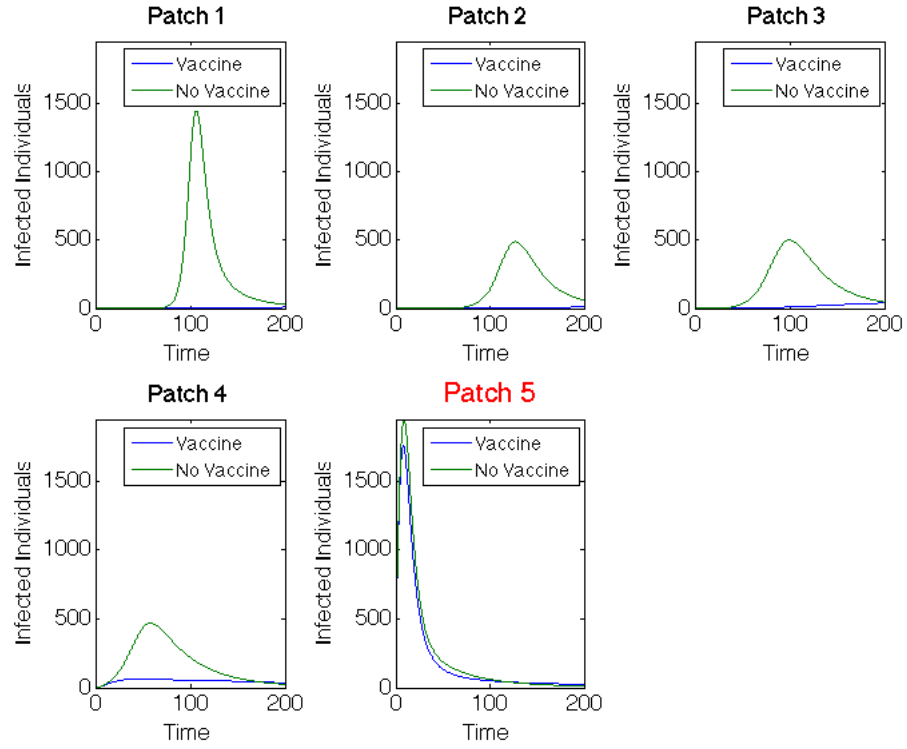 Patch 1
Vaccine
No Vaccine
1500
1000
500
0
0 100 200
Infected Individuals
Time
Patch 2
Vaccine
No Vaccine
1500
1000
500
0
0 100 200
Infected Individuals
Time
Patch 3
Vaccine
No Vaccine
1500
1000
500
0
0 100 200
Infected Individuals
Time
Patch 4
Vaccine
No Vaccine
1500
1000
500
0
0 100 200
Infected Individuals
Time
Patch 5
Vaccine
No Vaccine
1500
1000
500
0
0 100 200
Infected Individuals
Time